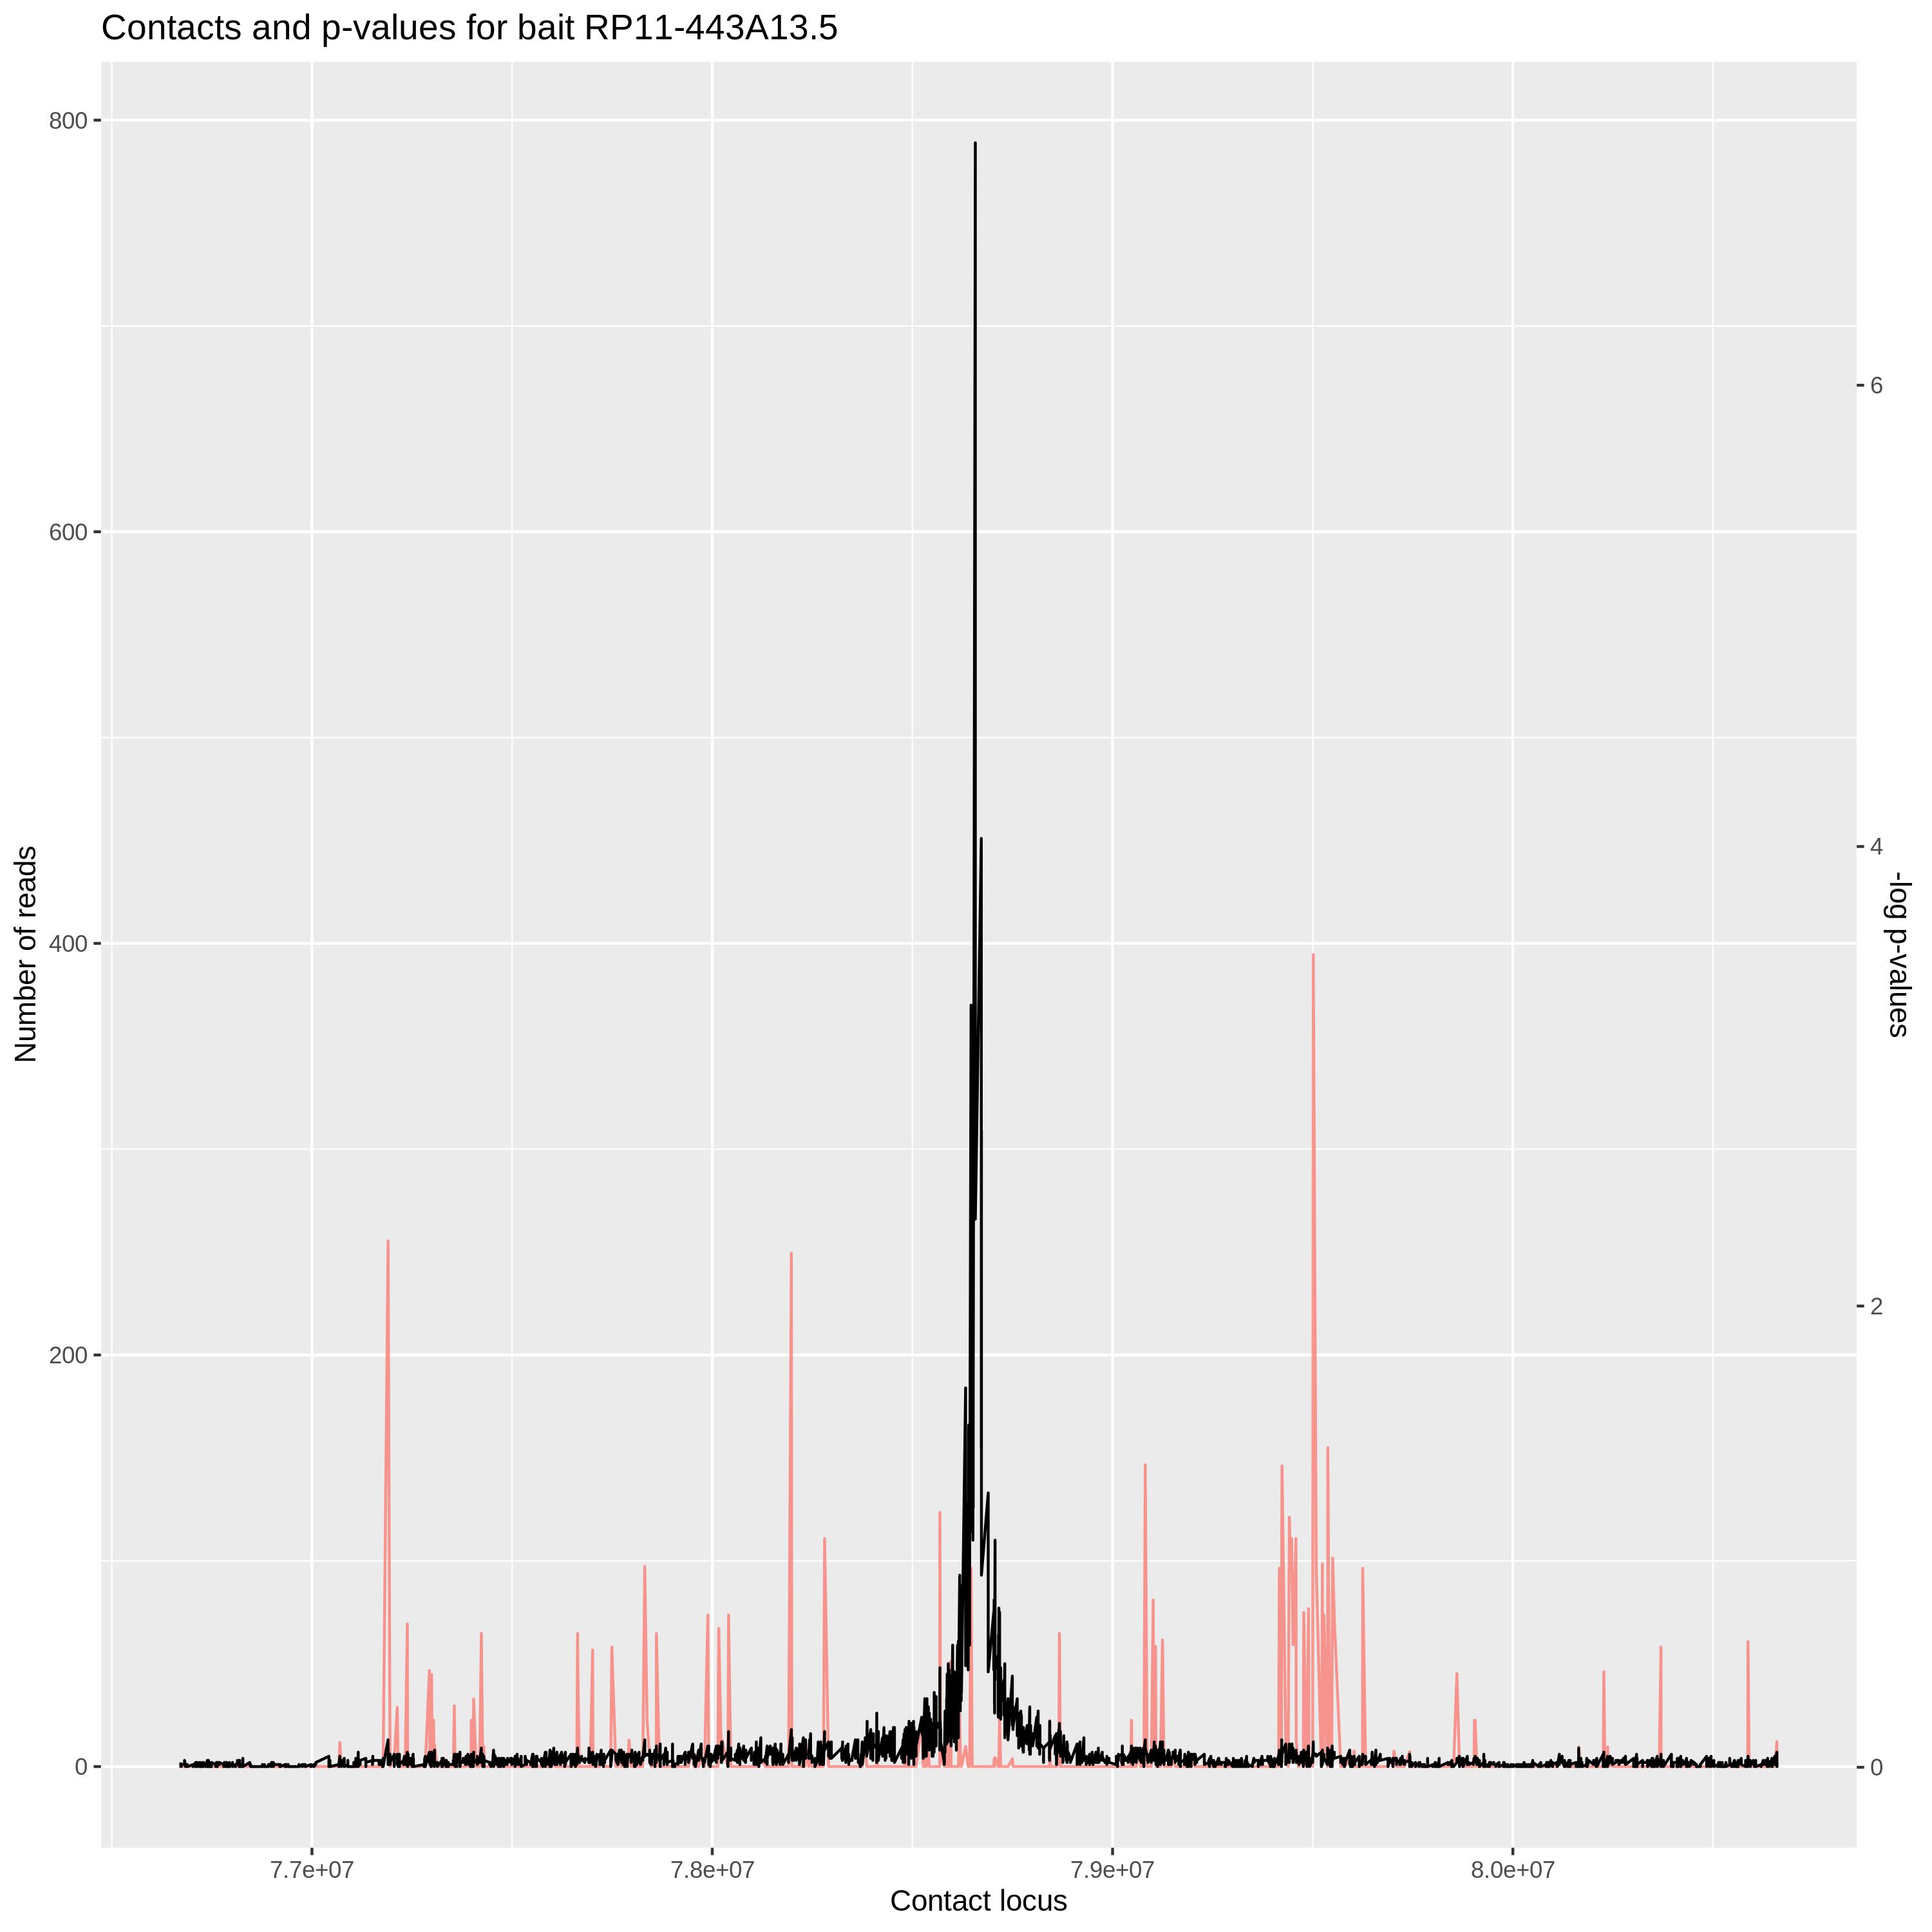 Contacts and p-values for bait RP11-443A13.5
800
600
400
200
0
Number of reads
6
4
2
0
-log p-values
7.7e+07 7.8e+07 7.9e+07 8.0e+07
Contact locus